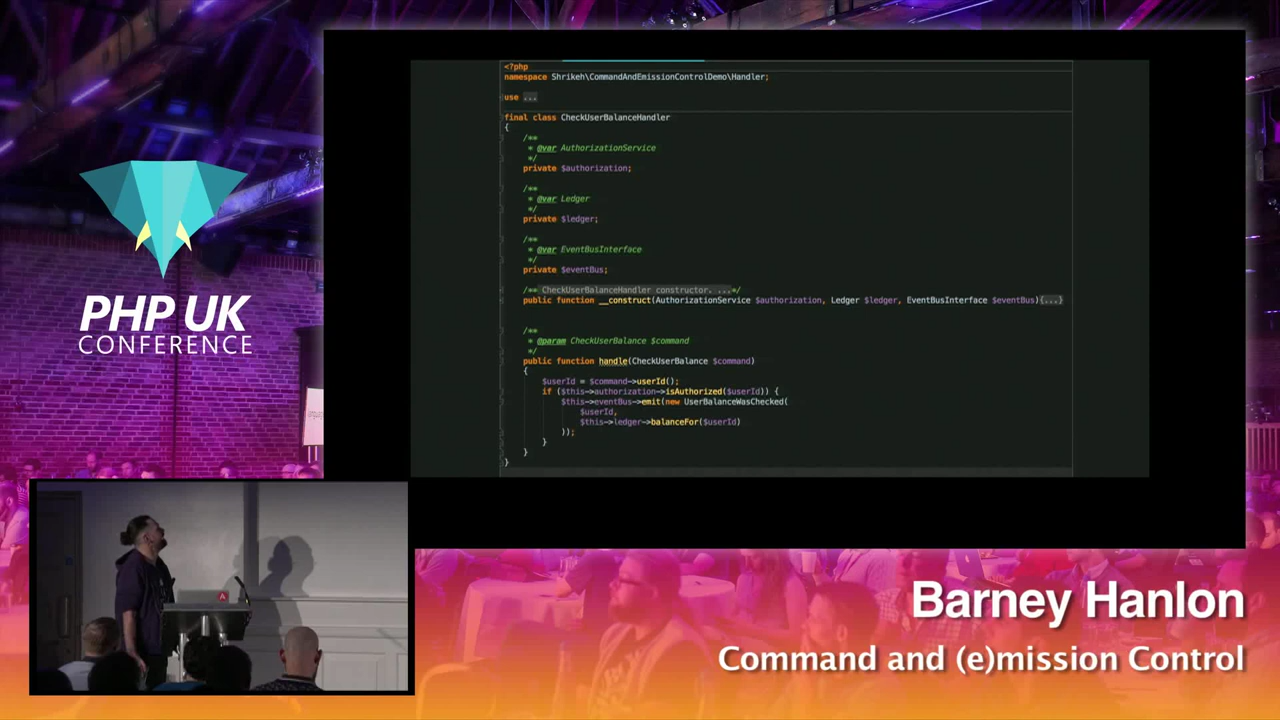 PHP UK
CONFERENCE
<?php
namespace Shrikeh\CommandAndEmissionControlDemo\Handler;
use ...
final class CheckUserBalanceHandler
{
/**
* @var AuthorizationService
*/
private $authorization;
/**
* @var Ledger
*/
private $ledger;
/**
* @var EventBusInterface
*/
private $eventBus;
/** CheckUserBalanceHandler constructor. ...*/
public function __construct(AuthorizationService $authorization, Ledger $ledger, EventBusInterface $eventBus){...}
/**
* @param CheckUserBalance $command
*/
public function handle(CheckUserBalance $command)
{
$userId = $command->userId();
if ($this->authorization->isAuthorized($userId)) {
$this->eventBus->emit(new UserBalanceWasChecked(
$userId,
$this->ledger->balanceFor($userId)
));
}
}
}
Barney Hanlon
Command and (e)mission Control